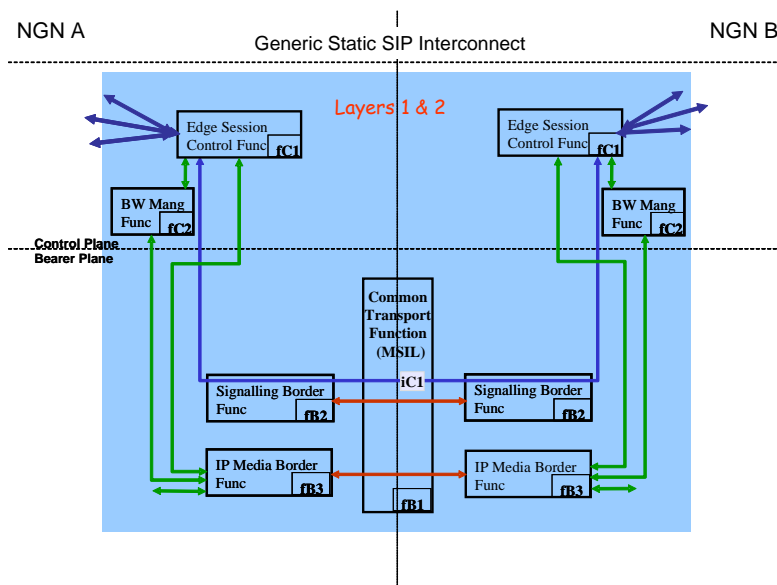 NGN A
NGN B
Generic Static SIP Interconnect
Layers 1 & 2
Edge Session
Control Func
fC1
Edge Session
Control Func
fC1
BW Mang
Func
fC2
BW Mang
Func
fC2
Control Plane
Bearer Plane
Common
Transport
Function
(MSIL)
iC1
Signalling Border
Func
fB2
Signalling Border
Func
fB2
IP Media Border
Func
fB3
IP Media Border
Func
fB3
fB1